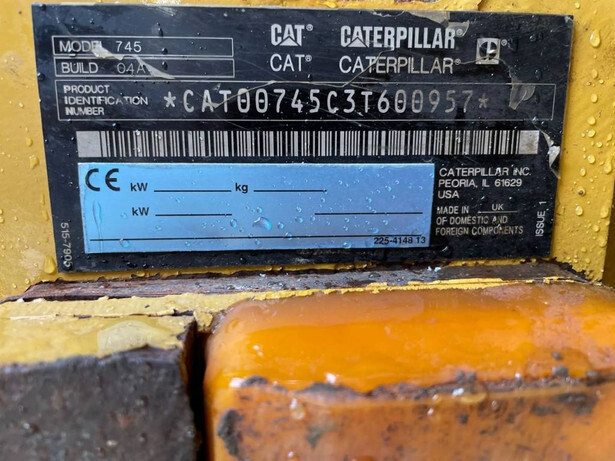 CAT® CATERPILLAR®
CAT® CATERPILLAR®
MODEL 745
BUILD 04A
PRODUCT IDENTIFICATION NUMBER
*CAT00745C3T600957*
CE kW kg
kW
225-4148 13
CATERPILLAR INC.
PEORIA, IL 61629
USA
MADE IN UK
OF DOMESTIC AND
FOREIGN COMPONENTS
ISSUE 1